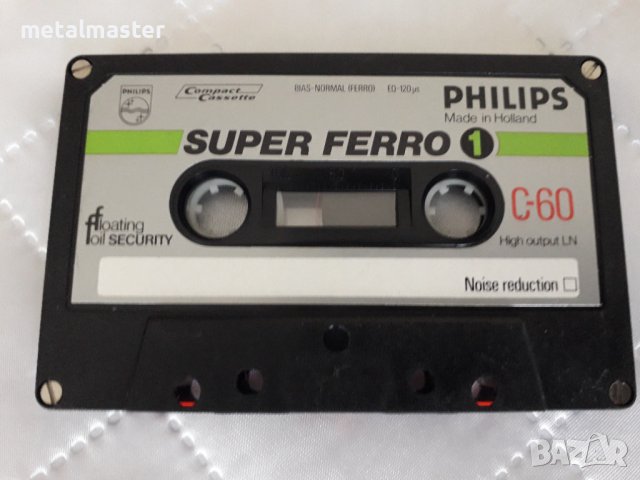 metalmaster
PHILIPS
Compact
Cassette
BIAS-NORMAL (FERRO) EQ-120µs
PHILIPS
Made in Holland
SUPER FERRO 1
C-60
High output LN
floating
foil SECURITY
Noise reduction
BAZAR